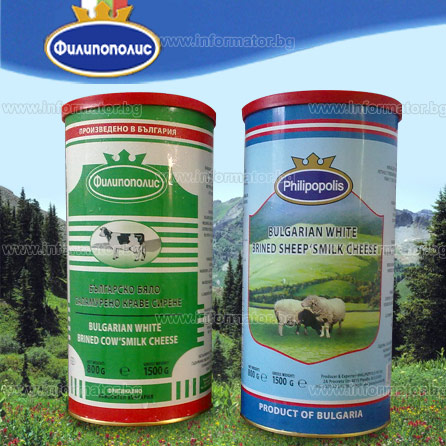 Филипополис
www.Informator.bg
ПРОИЗВЕДЕНО В БЪЛГАРИЯ
Филипополис
БЪЛГАРСКО БЯЛО
САЛАМУРЕНО КРАВЕ СИРЕНЕ
BULGARIAN WHITE
BRINED COW'SMILK CHEESE
800 G e
1500 G
ОРИГИНАЛНО
Philipopolis
BULGARIAN WHITE
BRINED SHEEP'SMILK CHEESE
800 G e
1500 G
PRODUCT OF BULGARIA